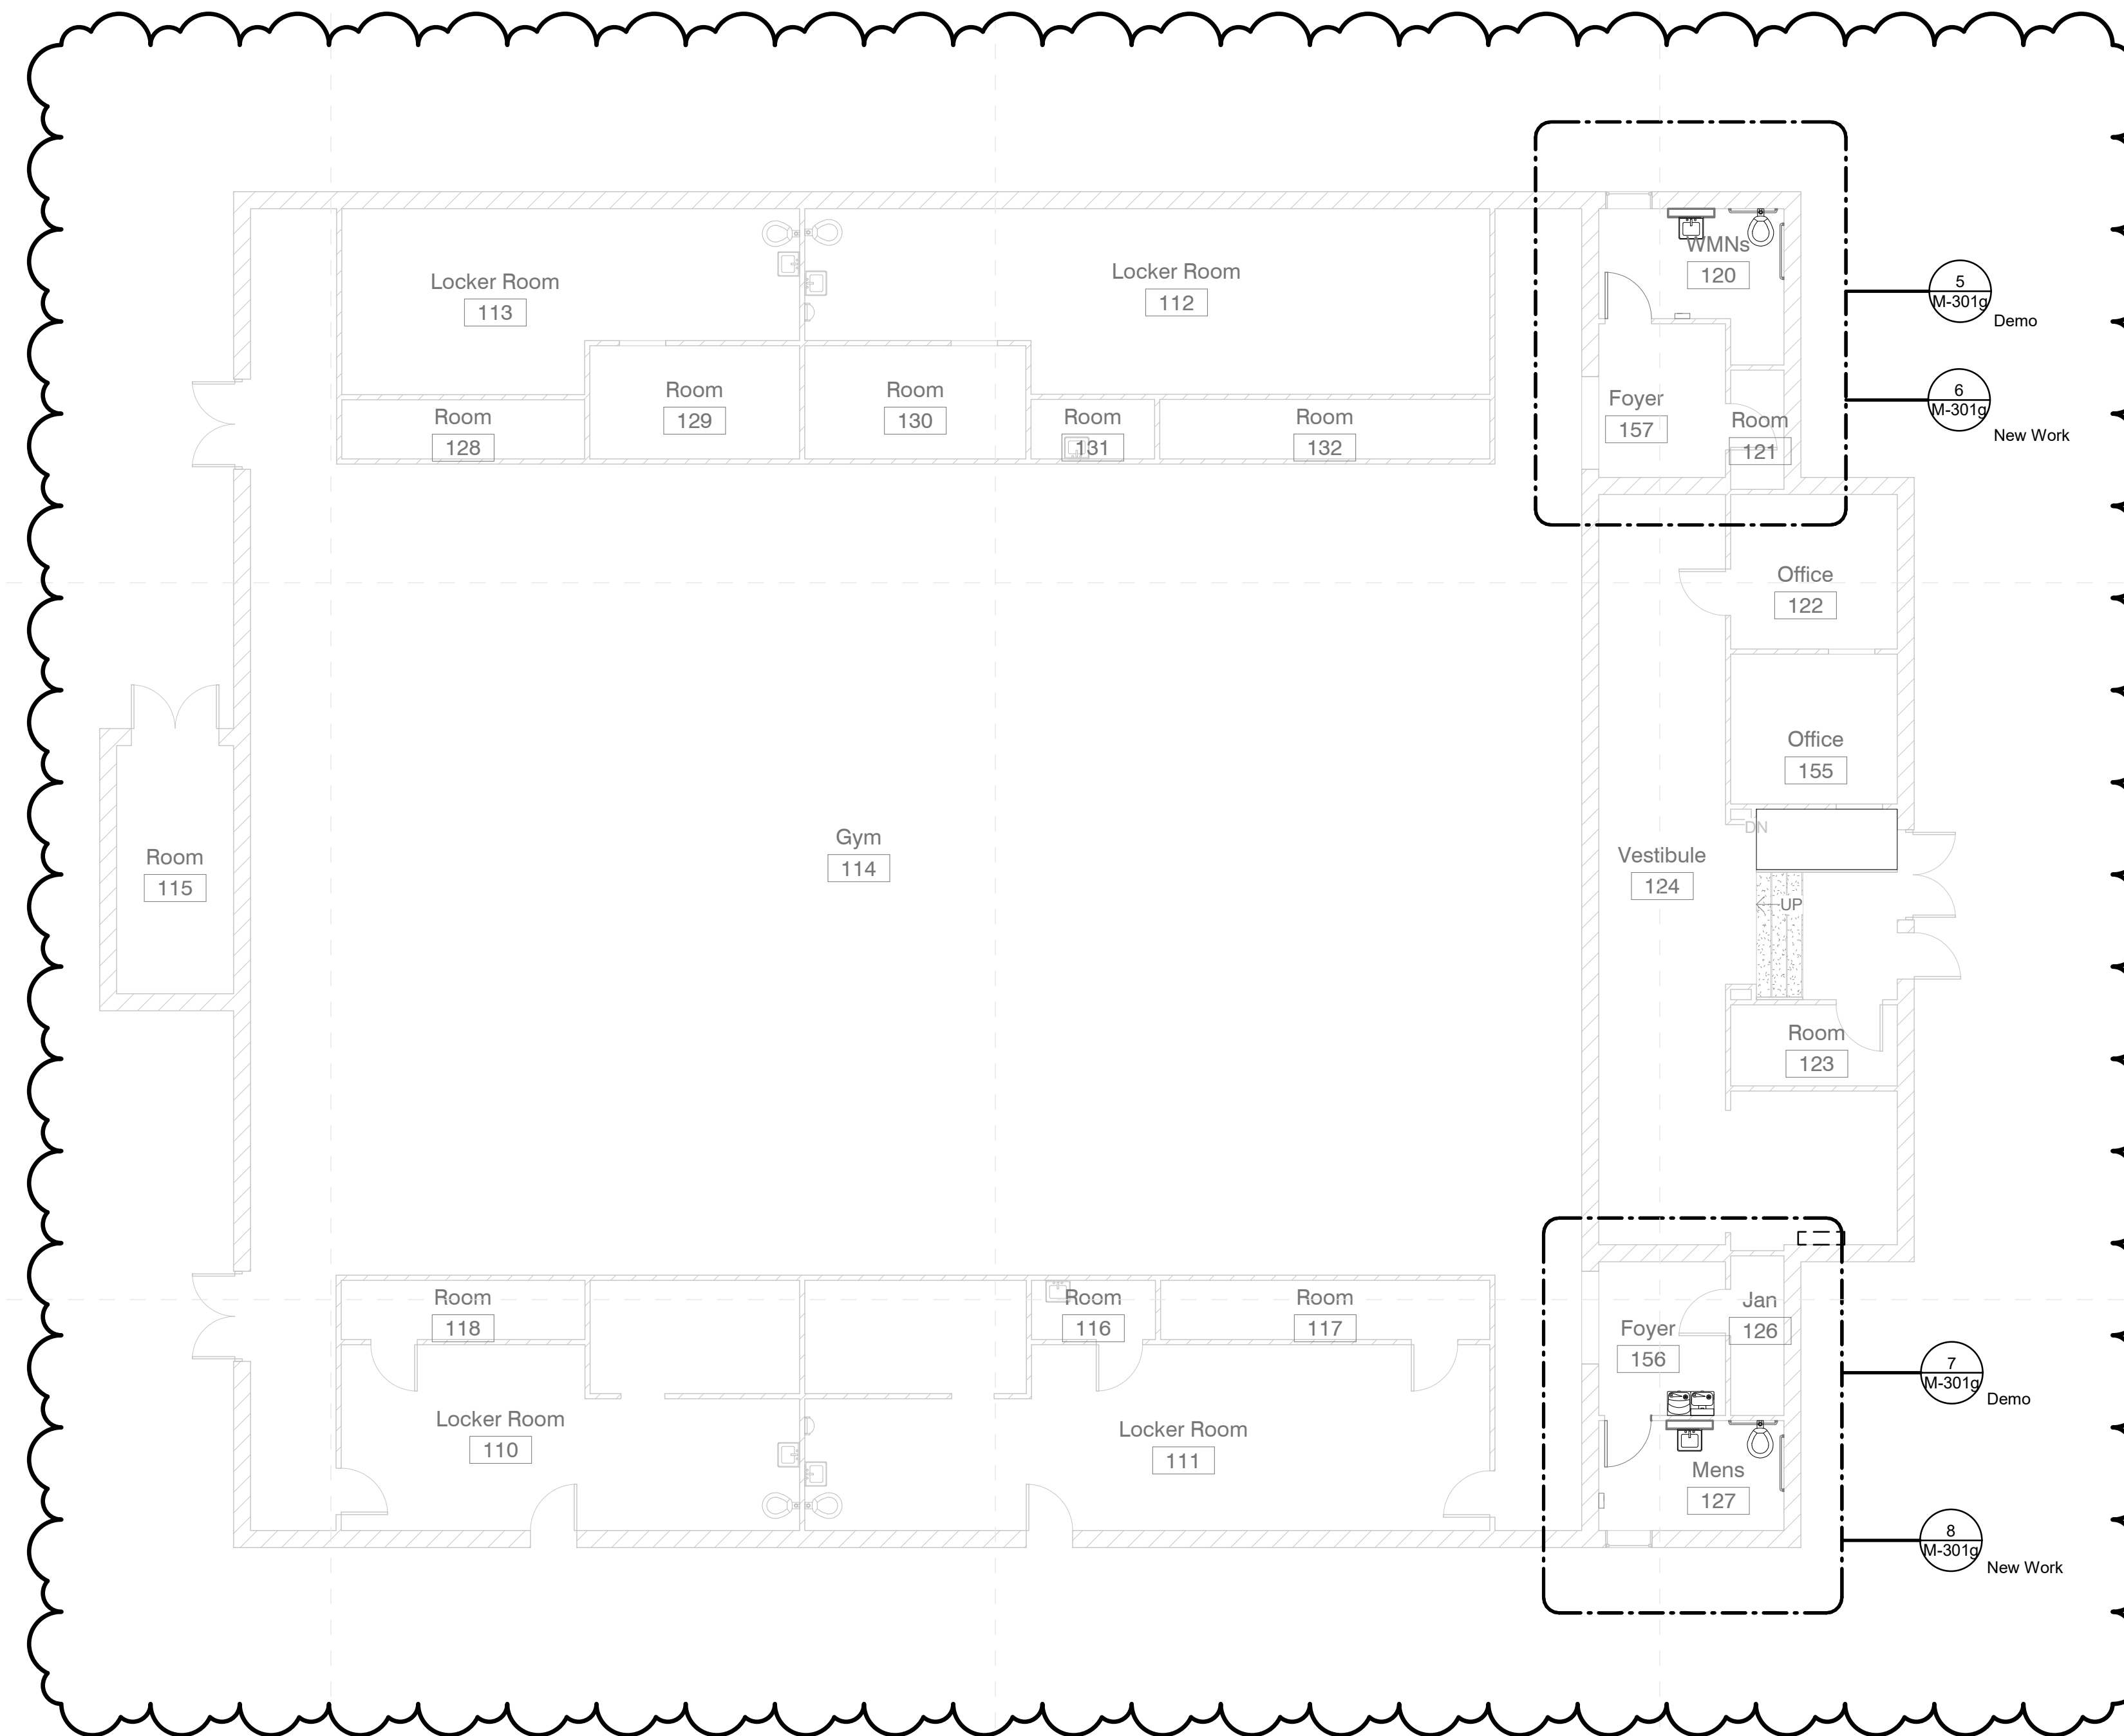 WMNs
120
5
M-301g
Demo
Locker Room
113
Locker Room
112
6
M-301g
New Work
Room
128
Room
129
Room
130
Room
131
Room
132
Foyer
157
Room
121
Office
122
Office
155
DN
Gym
114
Vestibule
124
Room
115
UP
Room
123
Room
118
Room
116
Room
117
Foyer
156
Jan
126
7
M-301g
Demo
Locker Room
110
Locker Room
111
Mens
127
8
M-301g
New Work